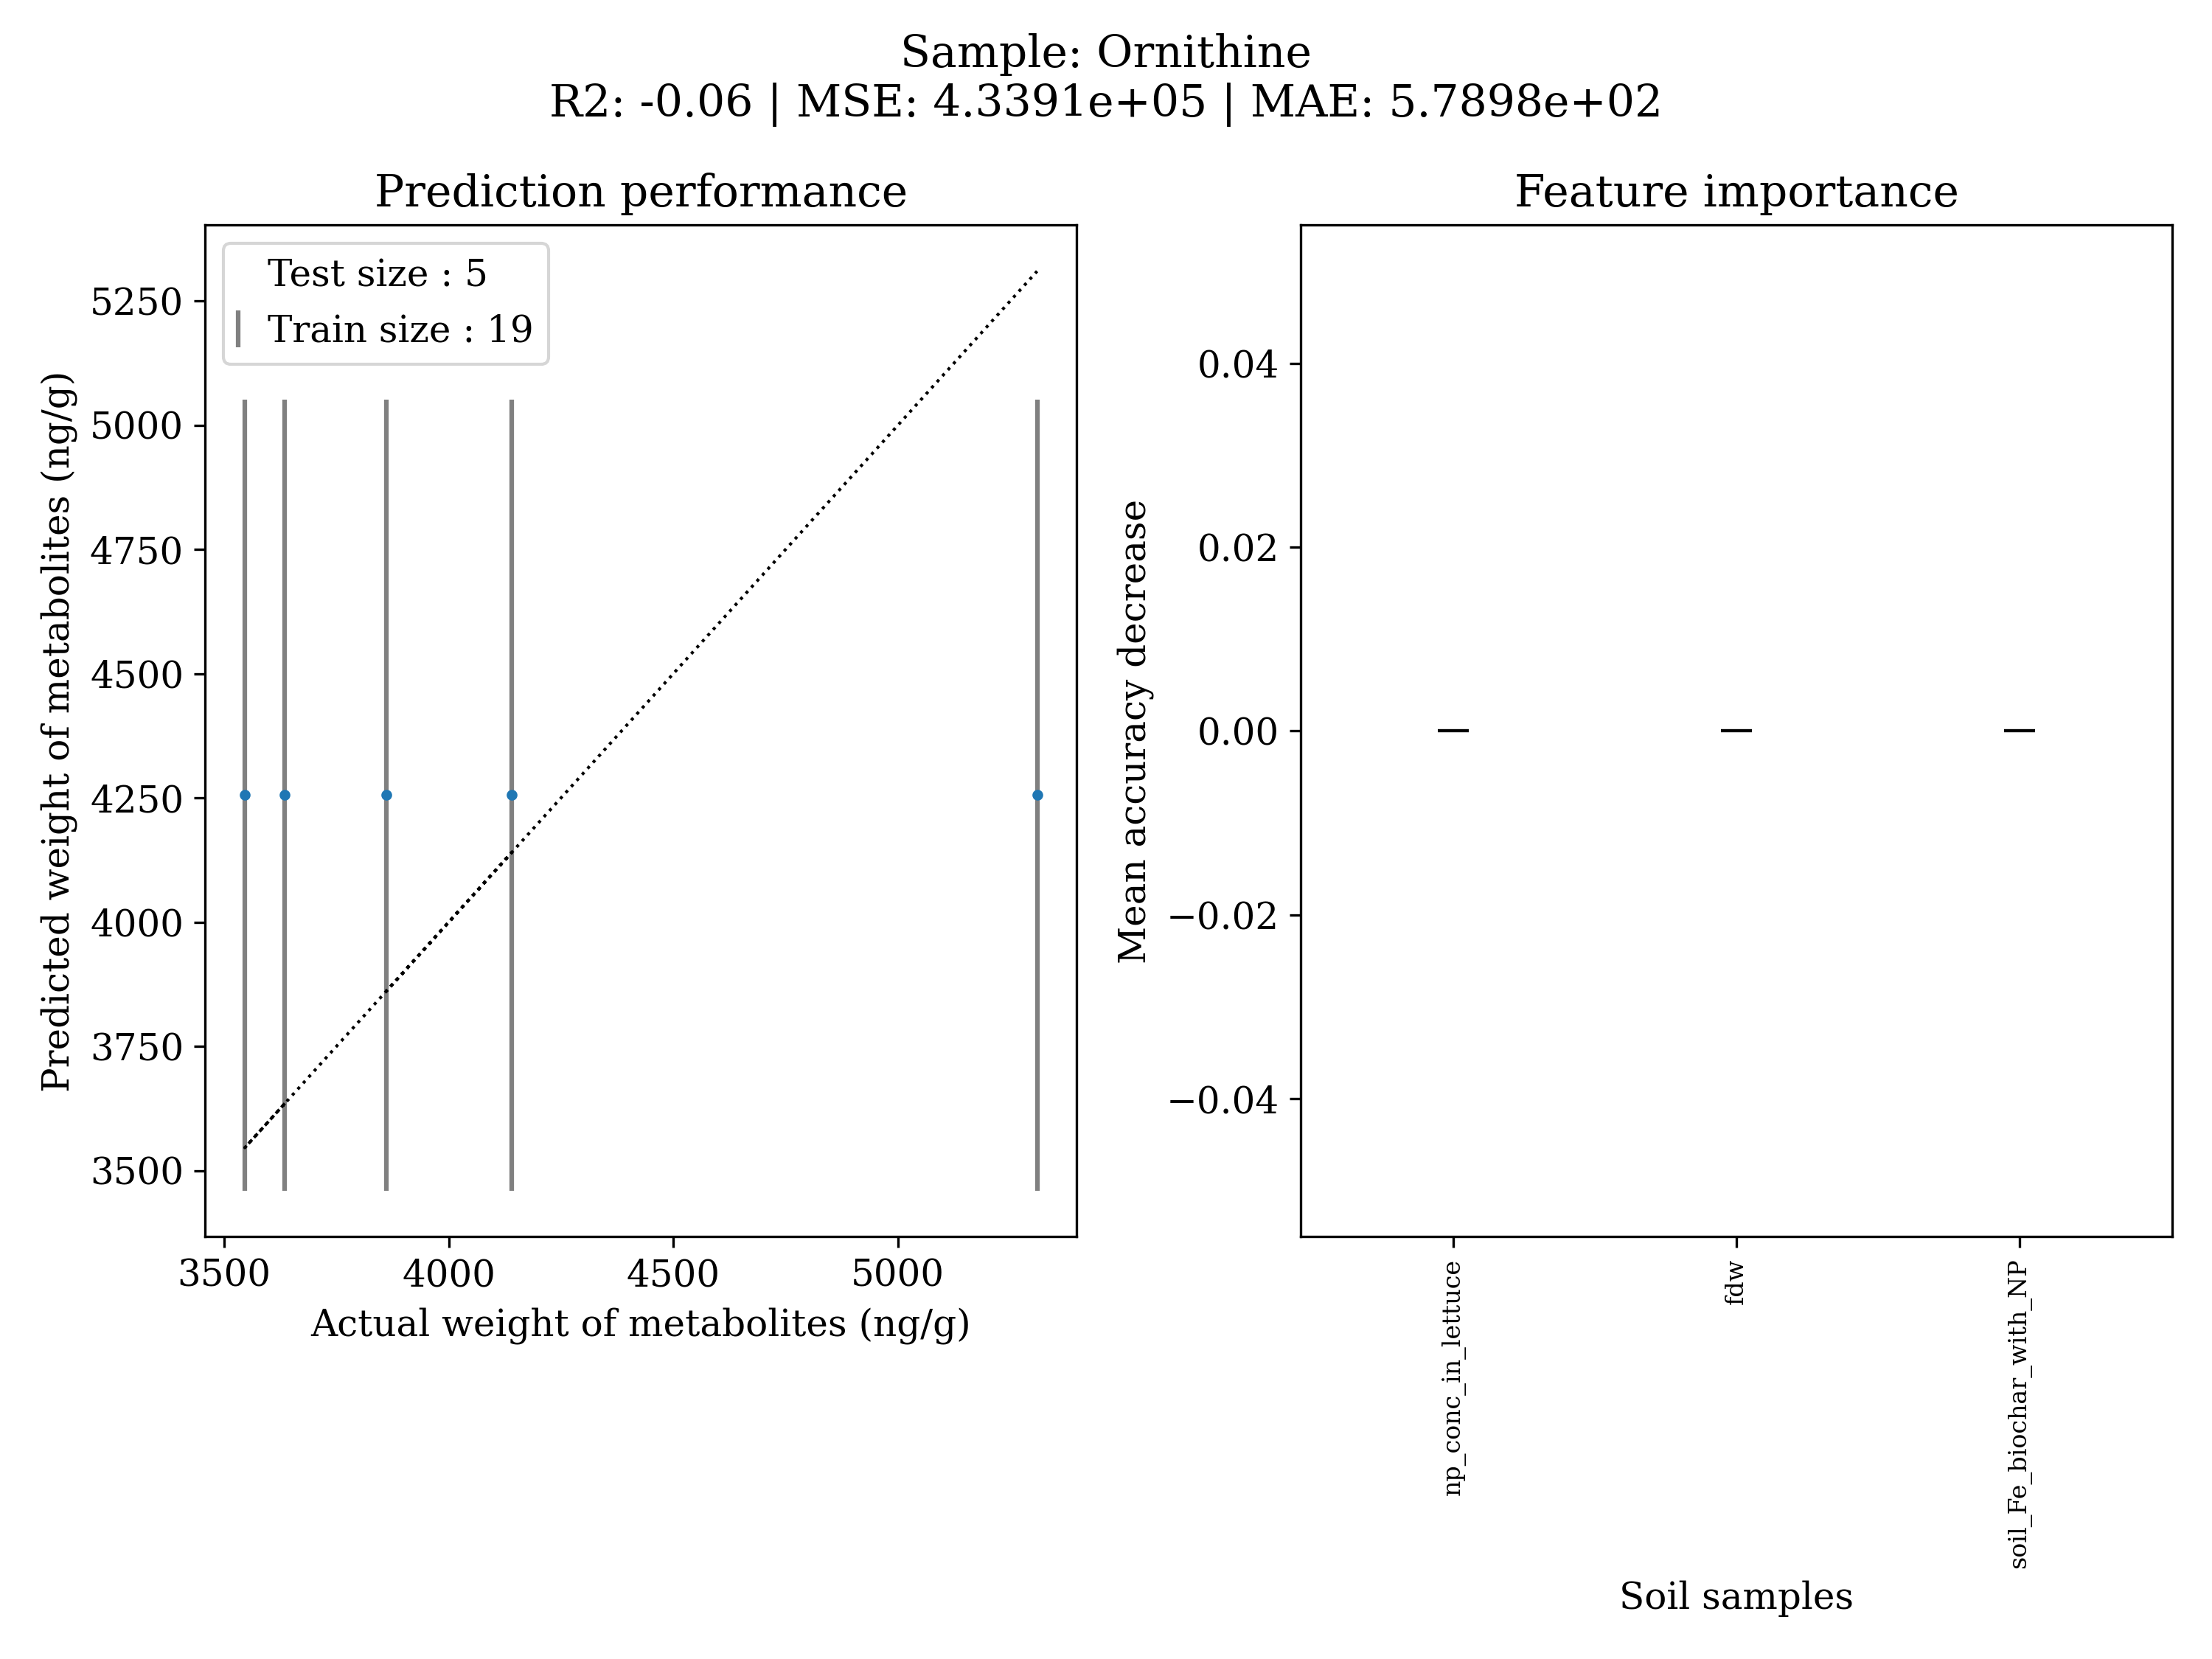 Sample: Ornithine
R2: -0.06 | MSE: 4.3391e+05 | MAE: 5.7898e+02
Prediction performance
Test size : 5
Train size : 19
5250
5000
4750
4500
4250
4000
3750
3500
Predicted weight of metabolites (ng/g)
3500 4000 4500 5000
Actual weight of metabolites (ng/g)
Feature importance
0.04
0.02
0.00
−0.02
−0.04
Mean accuracy decrease
np_conc_in_lettuce
fdw
soil_Fe_biochar_with_NP
Soil samples